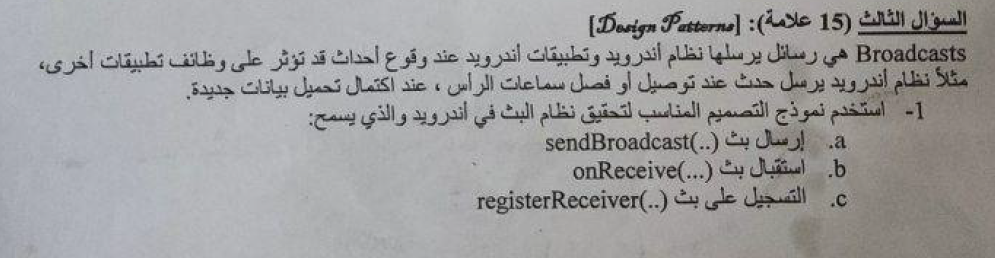 السؤال الثالث (15 علامة): [Design Patterns]
Broadcasts هي رسائل يرسلها نظام أندرويد وتطبيقات أندرويد عند وقوع أحداث قد تؤثر على وظائف تطبيقات أخرى،
مثلاً نظام أندرويد يرسل حدث عند توصيل أو فصل سماعات الرأس ، عند اكتمال تحميل بيانات جديدة.
1- استخدم نموذج التصميم المناسب لتحقيق نظام البث في أندرويد والذي يسمح:
a. إرسال بث sendBroadcast(..)
b. استقبال بث onReceive(...)
c. التسجيل على بث registerReceiver(..)